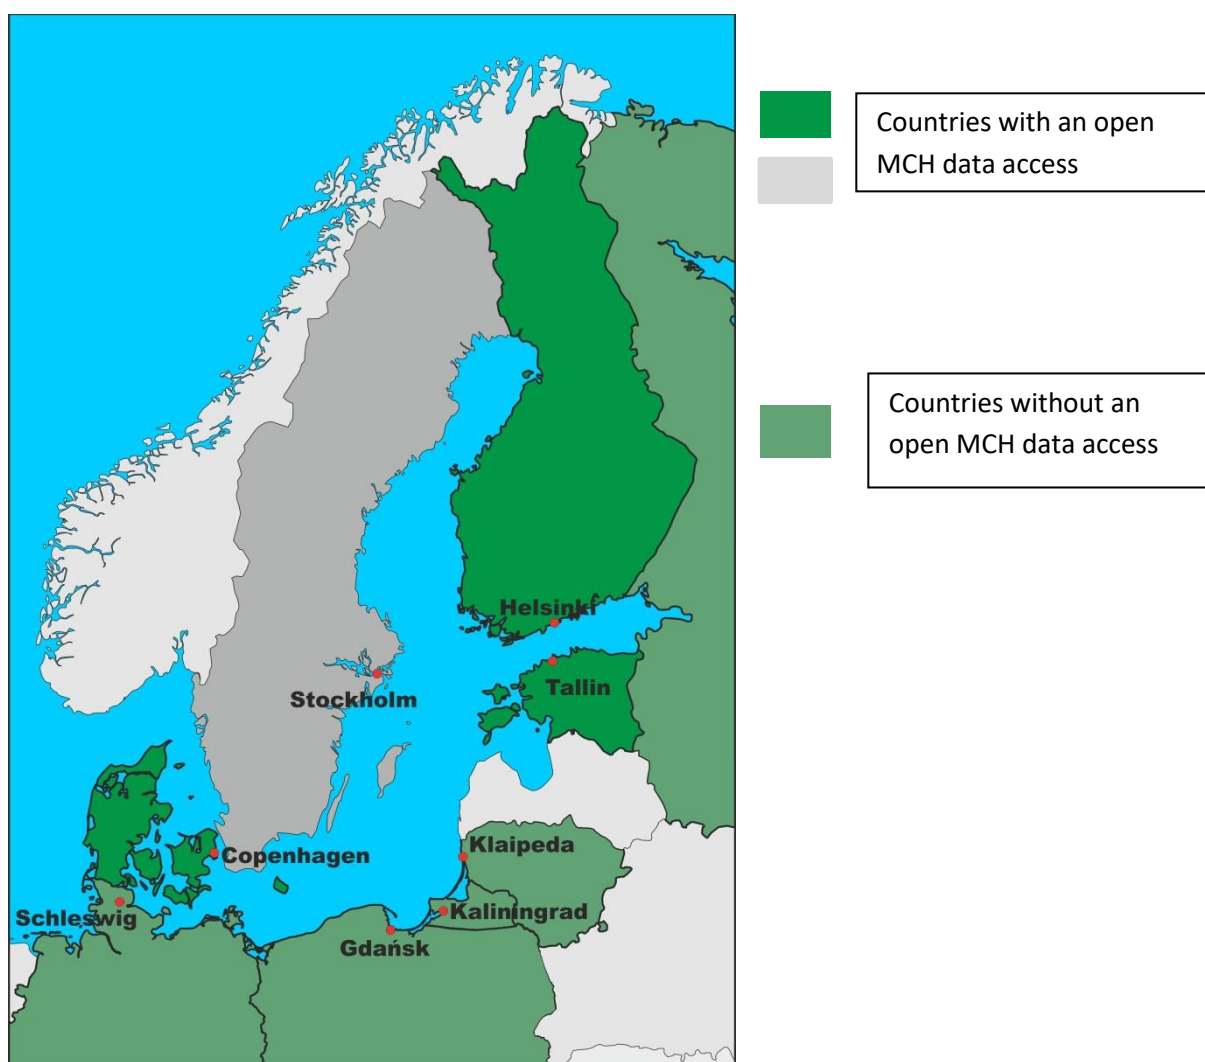 Countries with an open
MCH data access
Countries without an
open MCH data access
Helsinki
Tallin
Stockholm
Klaipeda
Copenhagen
Kaliningrad
Schleswig
Gdańsk